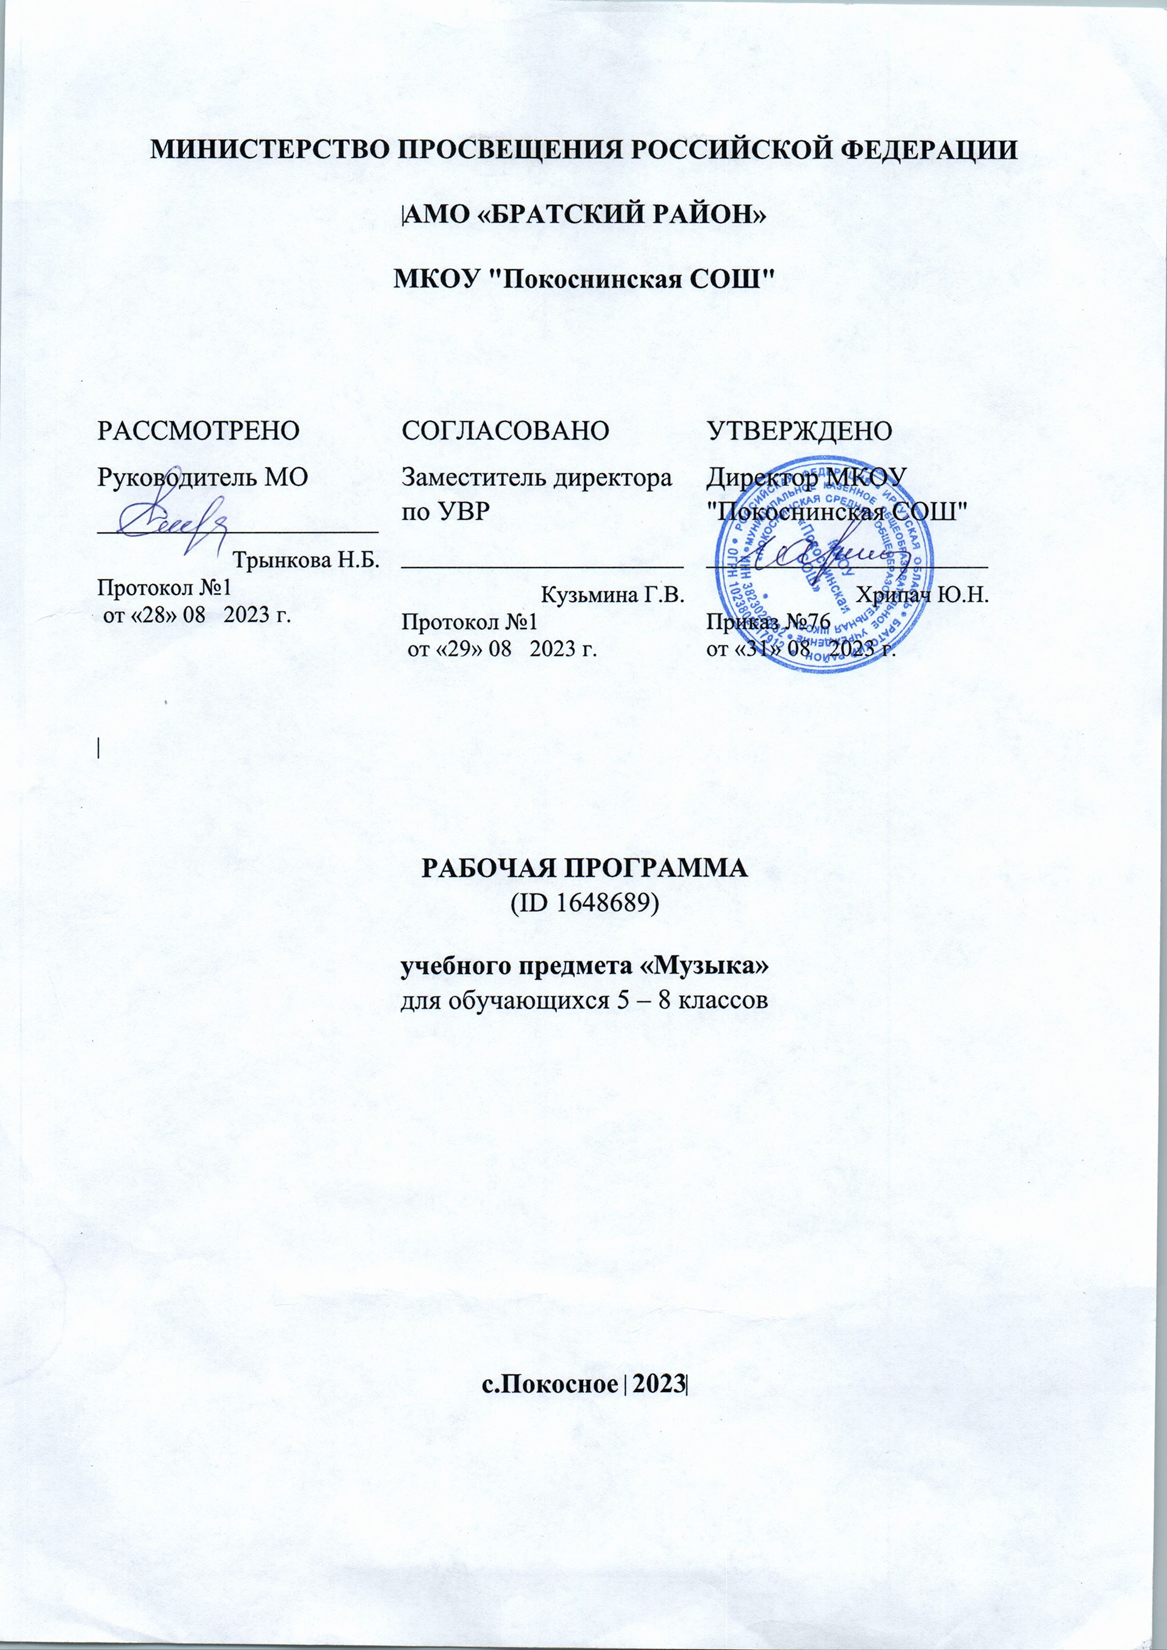 МИНИСТЕРСТВО ПРОСВЕЩЕНИЯ РОССИЙСКОЙ ФЕДЕРАЦИИ
АМО «БРАТСКИЙ РАЙОН»
МКОУ "Покоснинская СОШ"
РАССМОТРЕНО
Руководитель МО
Трынкова Н.Б.
Протокол №1
от «28» 08 2023 г.
СОГЛАСОВАНО
Заместитель директора
по УВР
Кузьмина Г.В.
Протокол №1
от «29» 08 2023 г.
УТВЕРЖДЕНО
Директор МКОУ
"Покоснинская СОШ"
Хрипач Ю.Н.
Приказ №76
от «31» 08 2023 г.
МКОУ
«Покоснинская
СОШ»
РАБОЧАЯ ПРОГРАММА
(ID 1648689)
учебного предмета «Музыка»
для обучающихся 5 – 8 классов
с.Покосное 2023